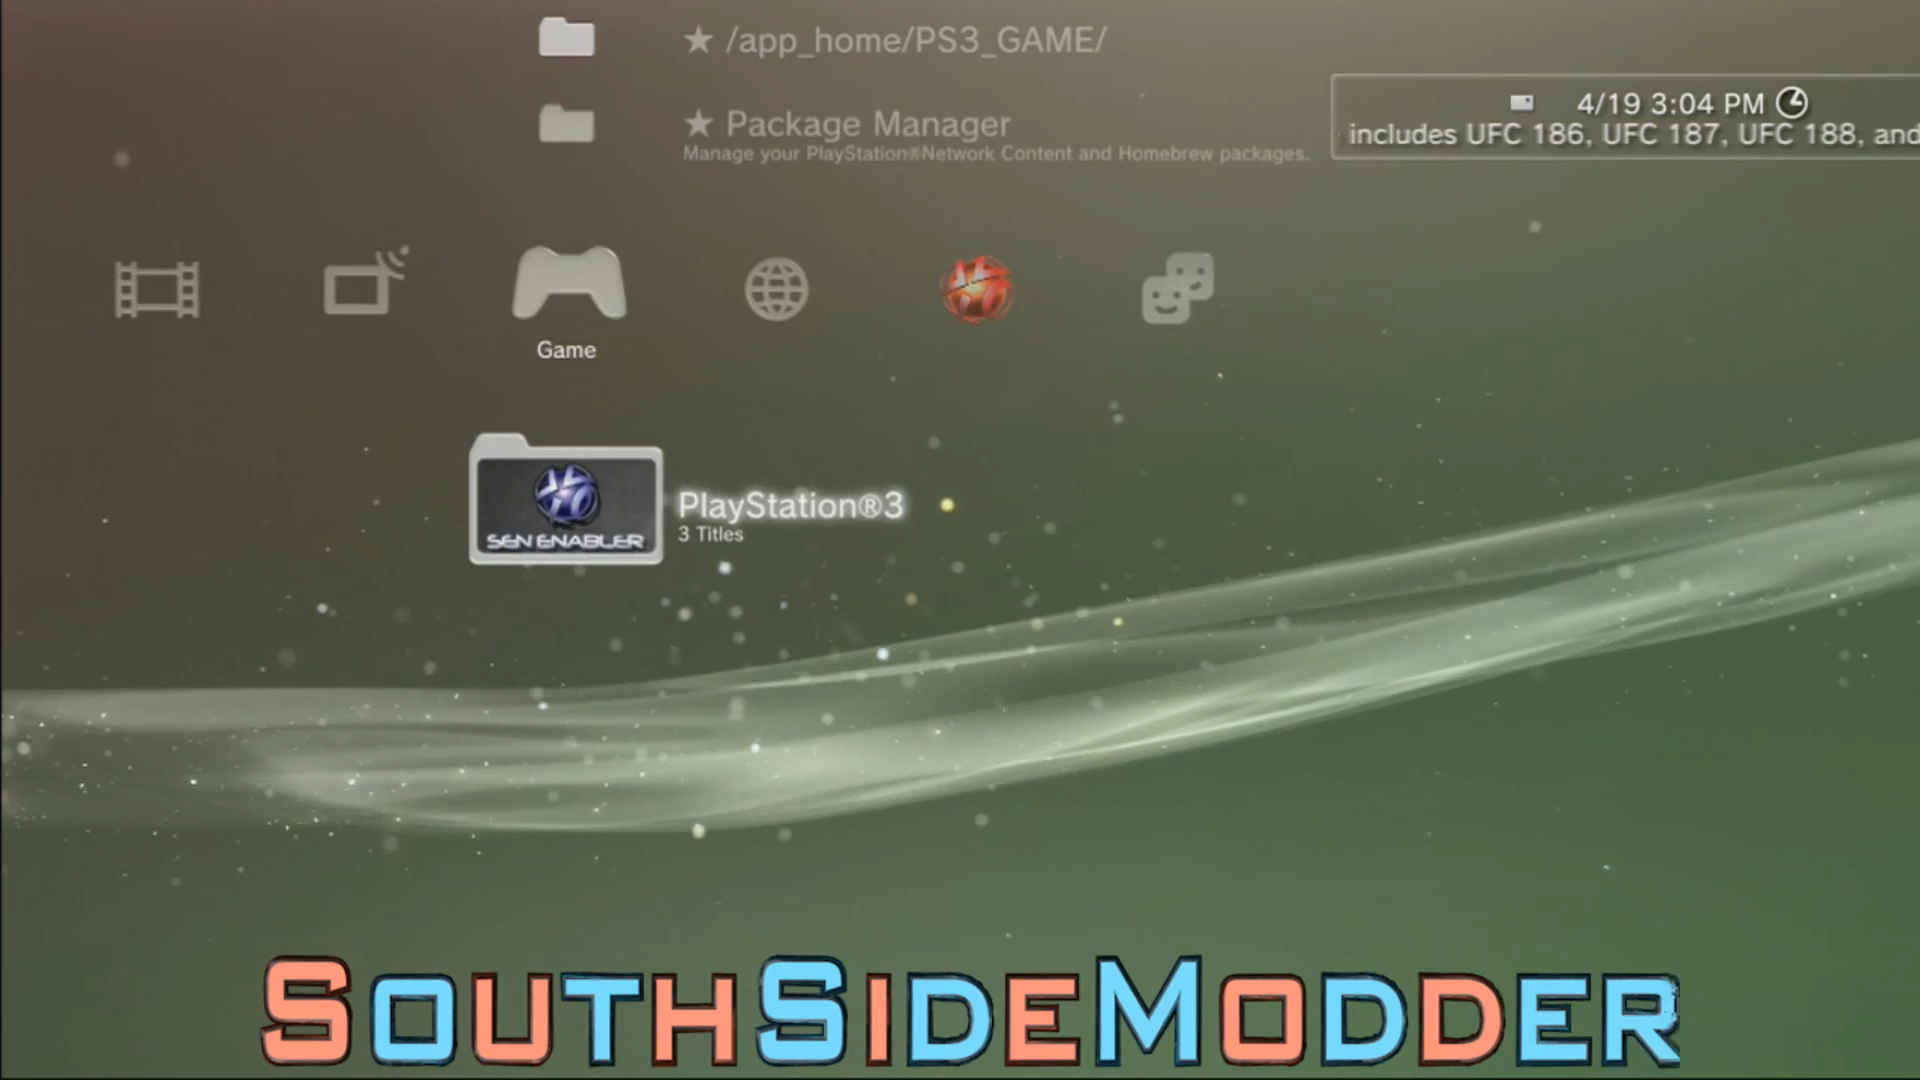 ★ /app_home/PS3_GAME/
★ Package Manager
Manage your PlayStation®Network Content and Homebrew packages.
4/19 3:04 PM
includes UFC 186, UFC 187, UFC 188, and
Game
SEN ENABLER
PlayStation®3
3 Titles
SOUTHSIDEMODDER